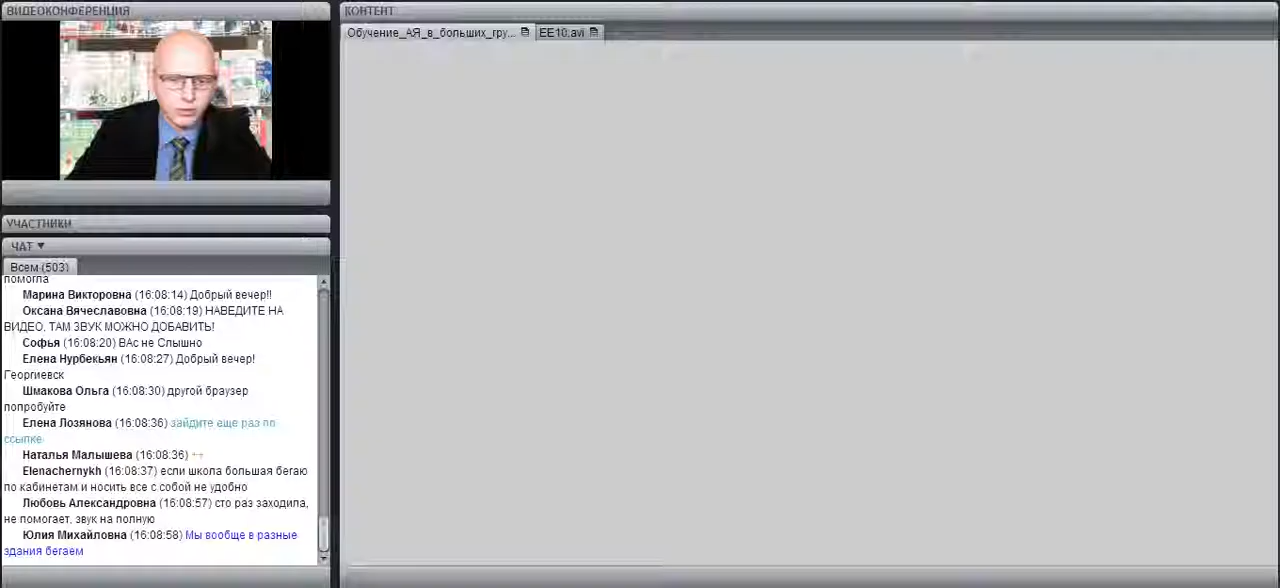 ВИДЕОКОНФЕРЕНЦИЯ
КОНТЕНТ
Обучение_АЯ_в_больших_гру...
EE10.avi
УЧАСТНИКИ
ЧАТ
Всем (503)
помогла
Марина Викторовна (16:08:14) Добрый вечер!!
Оксана Вячеславовна (16:08:19) НАВЕДИТЕ НА
ВИДЕО, ТАМ ЗВУК МОЖНО ДОБАВИТЬ!
Софья (16:08:20) ВАс не Слышно
Елена Нурбекьян (16:08:27) Добрый вечер!
Георгиевск
Шмакова Ольга (16:08:30) другой браузер
попробуйте
Елена Лозянова (16:08:36) зайдите еще раз по
ссылке
Наталья Малышева (16:08:36) ++
Elenachernykh (16:08:37) если школа большая бегаю
по кабинетам и носить все с собой не удобно
Любовь Александровна (16:08:57) сто раз заходила,
не помогает, звук на полную
Юлия Михайловна (16:08:58) Мы вообще в разные
здания бегаем